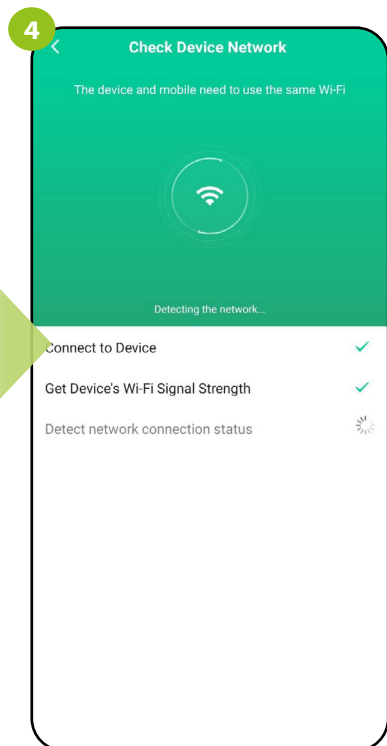 4
Check Device Network
The device and mobile need to use the same Wi-Fi
Detecting the network...
Connect to Device
Get Device's Wi-Fi Signal Strength
Detect network connection status